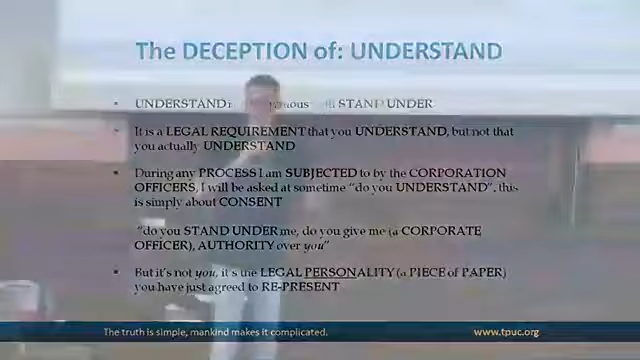 The DECEPTION of: UNDERSTAND
• UNDERSTAND STAND UNDER
• It is a LEGAL REQUIREMENT that you UNDERSTAND, but not that
you actually UNDERSTAND
• During any PROCESS I am SUBJECTED to by the CORPORATION
OFFICERS, I will be asked at sometime "do you UNDERSTAND", this
is simply about CONSENT
"do you STAND UNDER me, do you give me (a CORPORATE
OFFICER), AUTHORITY over you"
• But it's not you, it's the LEGAL PERSONALITY (a PIECE of PAPER)
you have just agreed to RE-PRESENT
The truth is simple, mankind makes it complicated.
www.tpuc.org